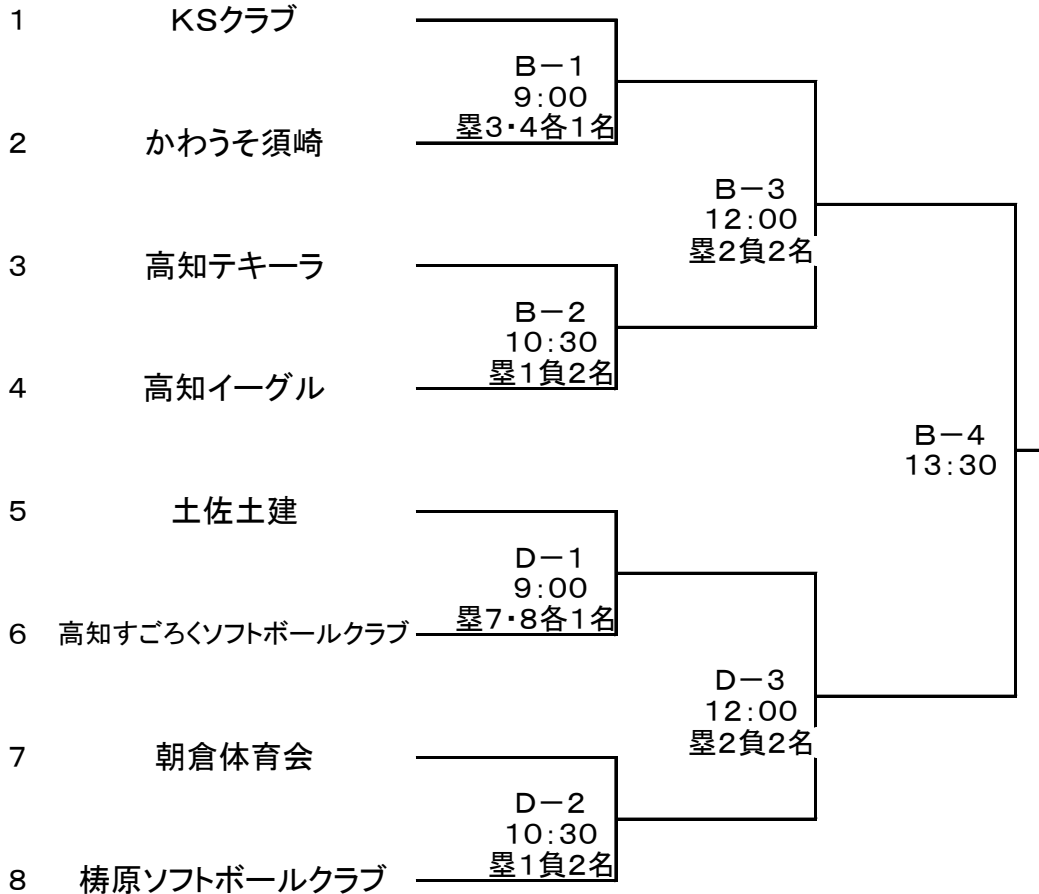 1 KSクラブ
B－1
9:00
塁3・4各1名
2 かわうそ須崎
B－3
12:00
塁2負2名
3 高知テキーラ
B－2
10:30
塁1負2名
4 高知イーグル
B－4
13:30
5 土佐土建
D－1
9:00
塁7・8各1名
6 高知すごろくソフトボールクラブ
D－3
12:00
塁2負2名
7 朝倉体育会
D－2
10:30
塁1負2名
8 梼原ソフトボールクラブ